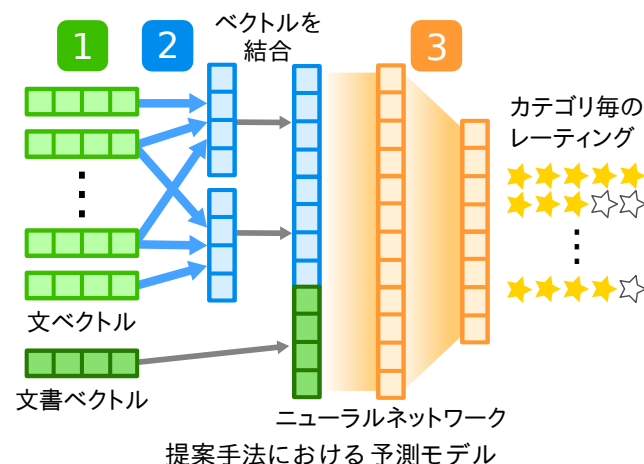 1
2
ベクトルを
結合
3
カテゴリ毎の
レーティング
文ベクトル
文書ベクトル
ニューラルネットワーク
提案手法における予測モデル